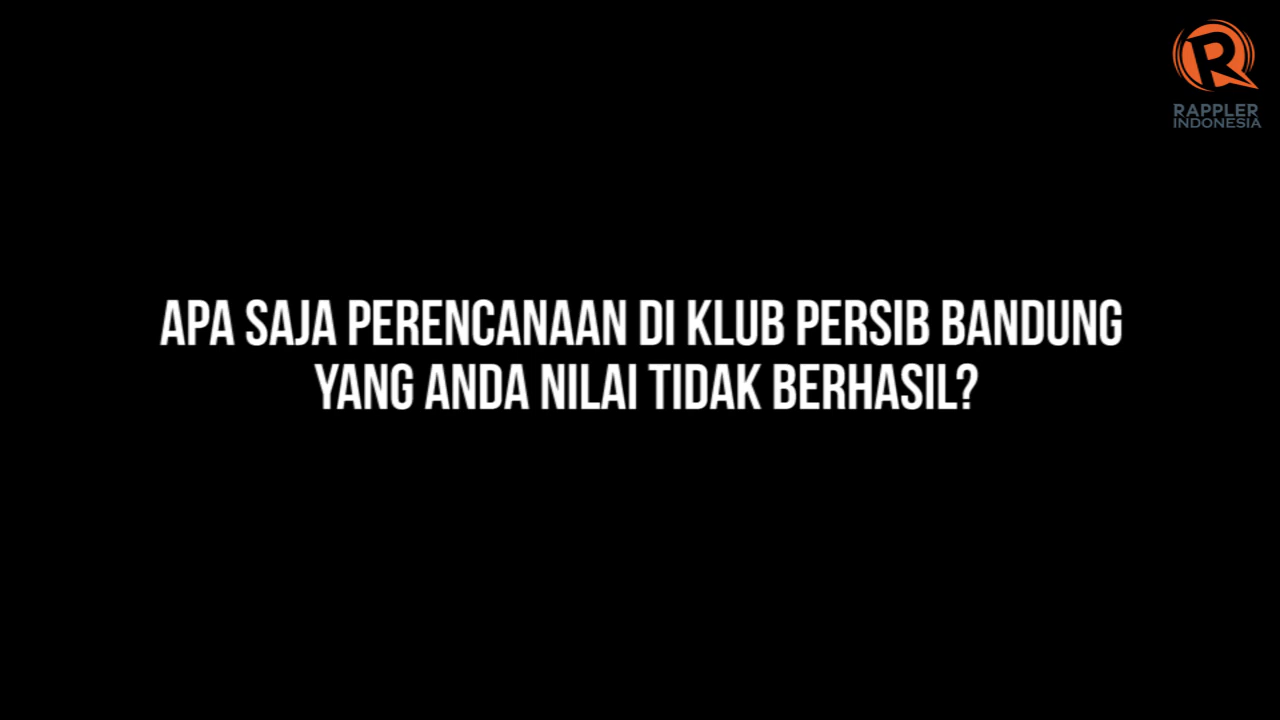 RAPPLER
INDONESIA
APA SAJA PERENCANAAN DI KLUB PERSIB BANDUNG
YANG ANDA NILAI TIDAK BERHASIL?